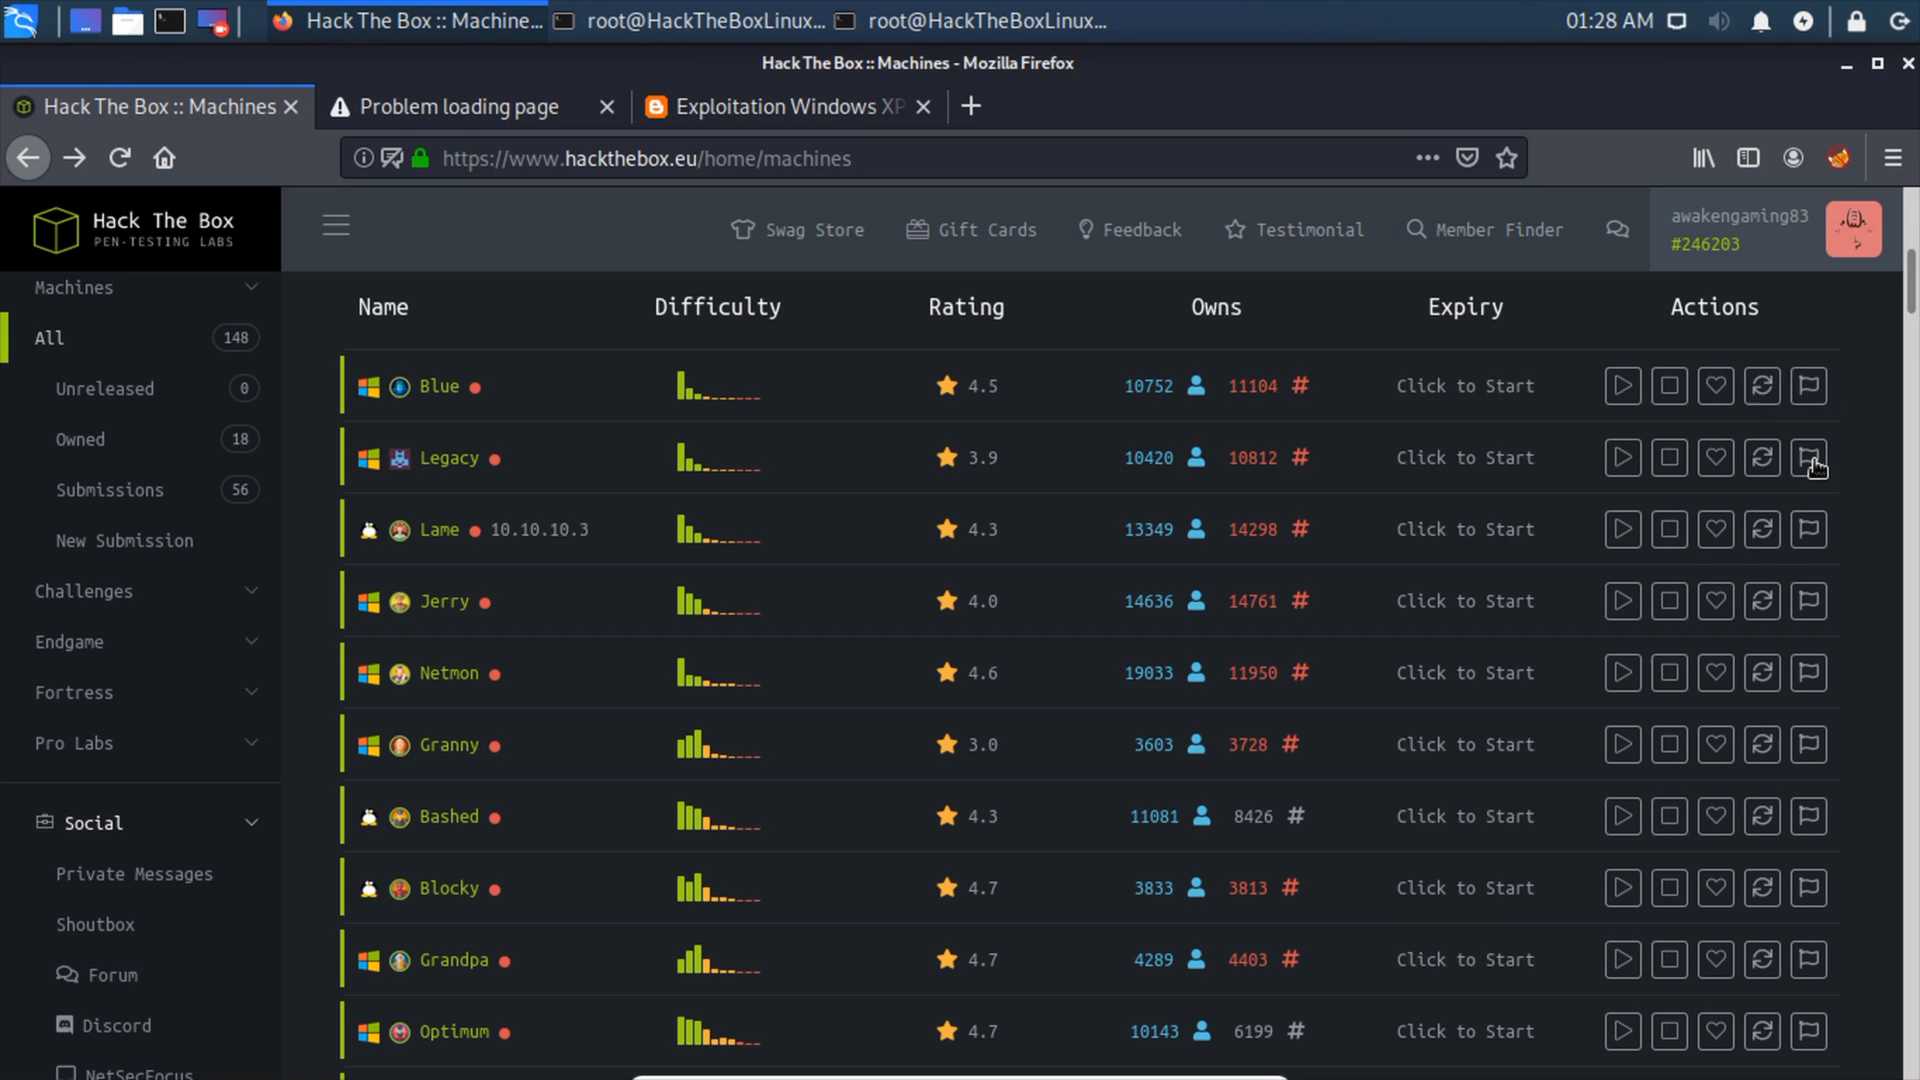 Hack The Box :: Machine... root@HackTheBoxLinux... root@HackTheBoxLinux... 01:28 AM
Hack The Box :: Machines - Mozilla Firefox
Hack The Box :: Machines Problem loading page Exploitation Windows XP
https://www.hackthebox.eu/home/machines
Hack The Box
PEN-TESTING LABS
Swag Store Gift Cards Feedback Testimonial Member Finder
awakengaming83
#246203
Machines
All 148
Unreleased 0
Owned 18
Submissions 56
New Submission
Challenges
Endgame
Fortress
Pro Labs
Social
Private Messages
Shoutbox
Forum
Discord
NetSecFocus
Name Difficulty Rating Owns Expiry Actions
Blue 4.5 10752 11104 # Click to Start
Legacy 3.9 10420 10812 # Click to Start
Lame 10.10.10.3 4.3 13349 14298 # Click to Start
Jerry 4.0 14636 14761 # Click to Start
Netmon 4.6 19033 11950 # Click to Start
Granny 3.0 3603 3728 # Click to Start
Bashed 4.3 11081 8426 # Click to Start
Blocky 4.7 3833 3813 # Click to Start
Grandpa 4.7 4289 4403 # Click to Start
Optimum 4.7 10143 6199 # Click to Start